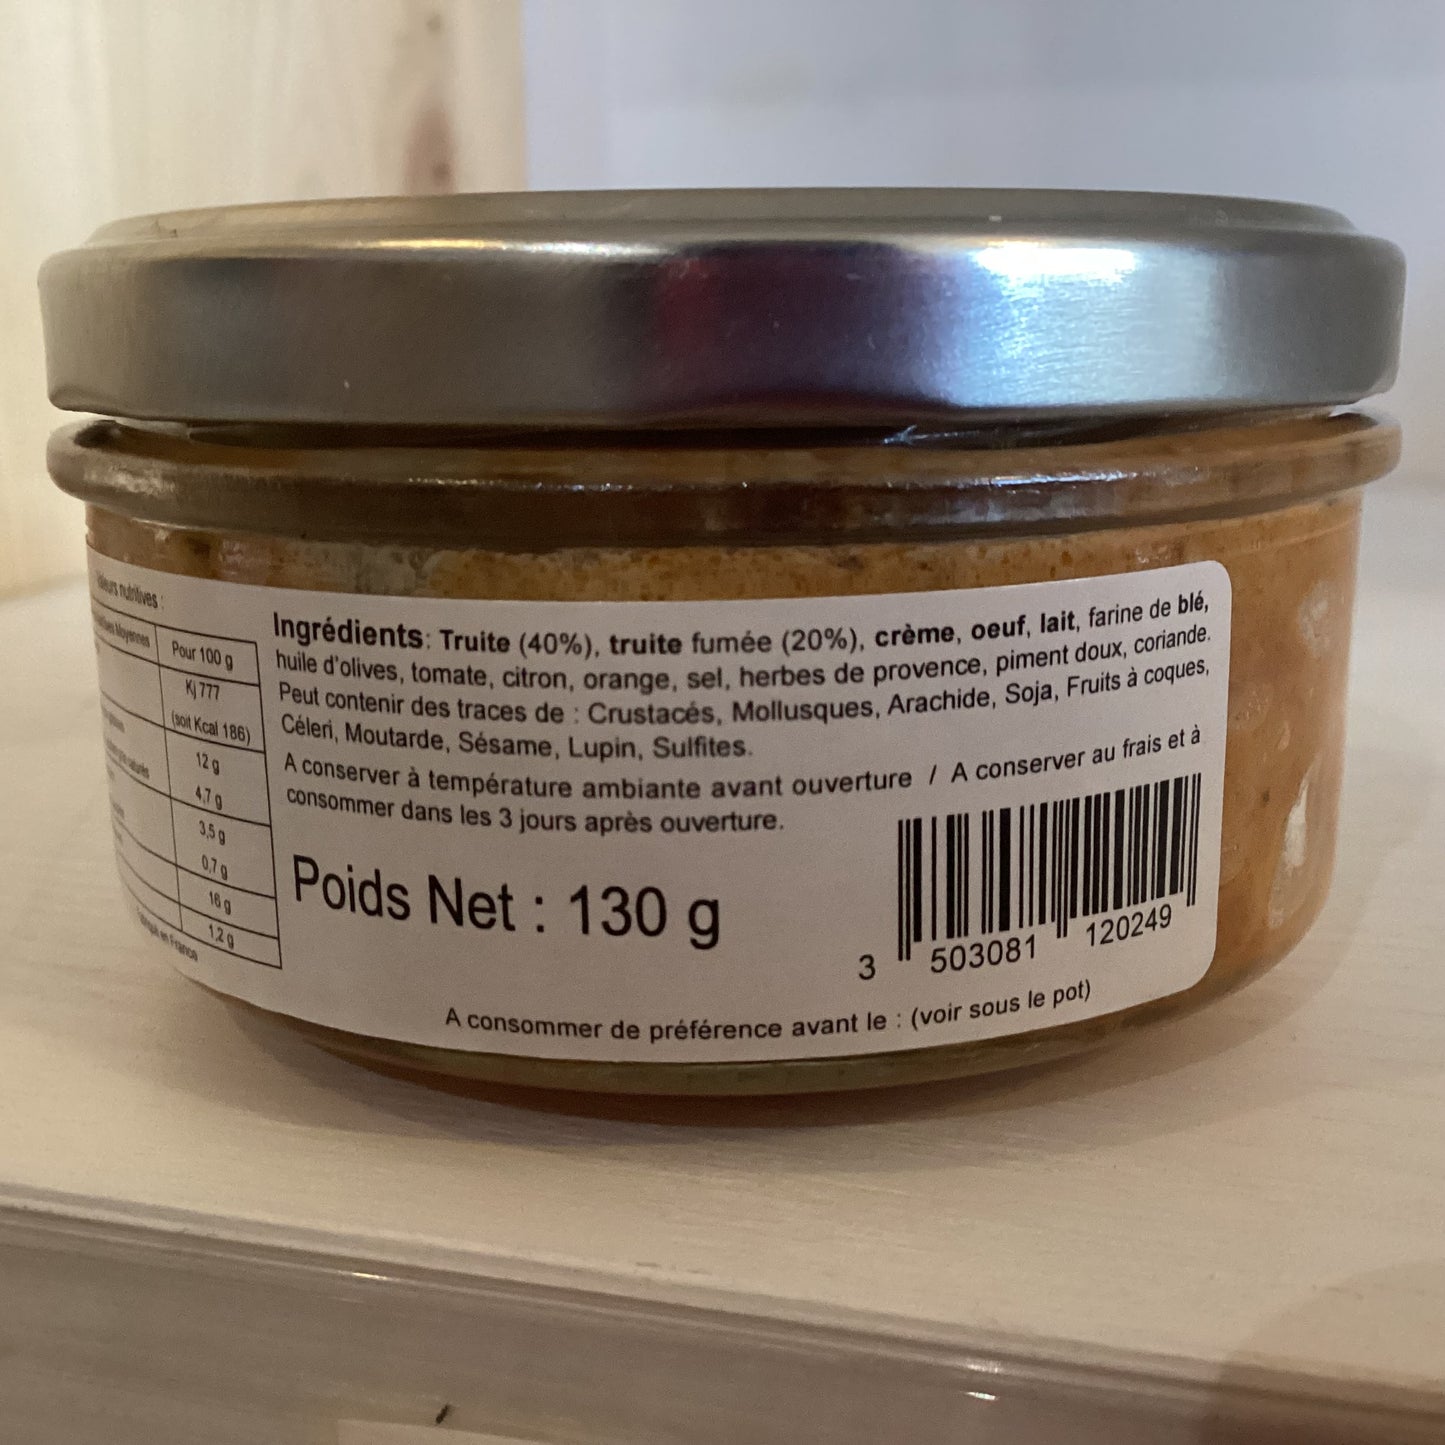 nutritives :
Moyennes
Pour 100 g
Kj 777
(soit Kcal 186)
12 g
4,7 g
3,5 g
0,7 g
16 g
1,2 g
en France
Ingrédients: Truite (40%), truite fumée (20%), crème, oeuf, lait, farine de blé,
huile d'olives, tomate, citron, orange, sel, herbes de provence, piment doux, coriande.
Peut contenir des traces de : Crustacés, Mollusques, Arachide, Soja, Fruits à coques,
Céleri, Moutarde, Sésame, Lupin, Sulfites.
A conserver à température ambiante avant ouverture / A conserver au frais et à
consommer dans les 3 jours après ouverture.
Poids Net : 130 g
3 503081 120249
A consommer de préférence avant le : (voir sous le pot)